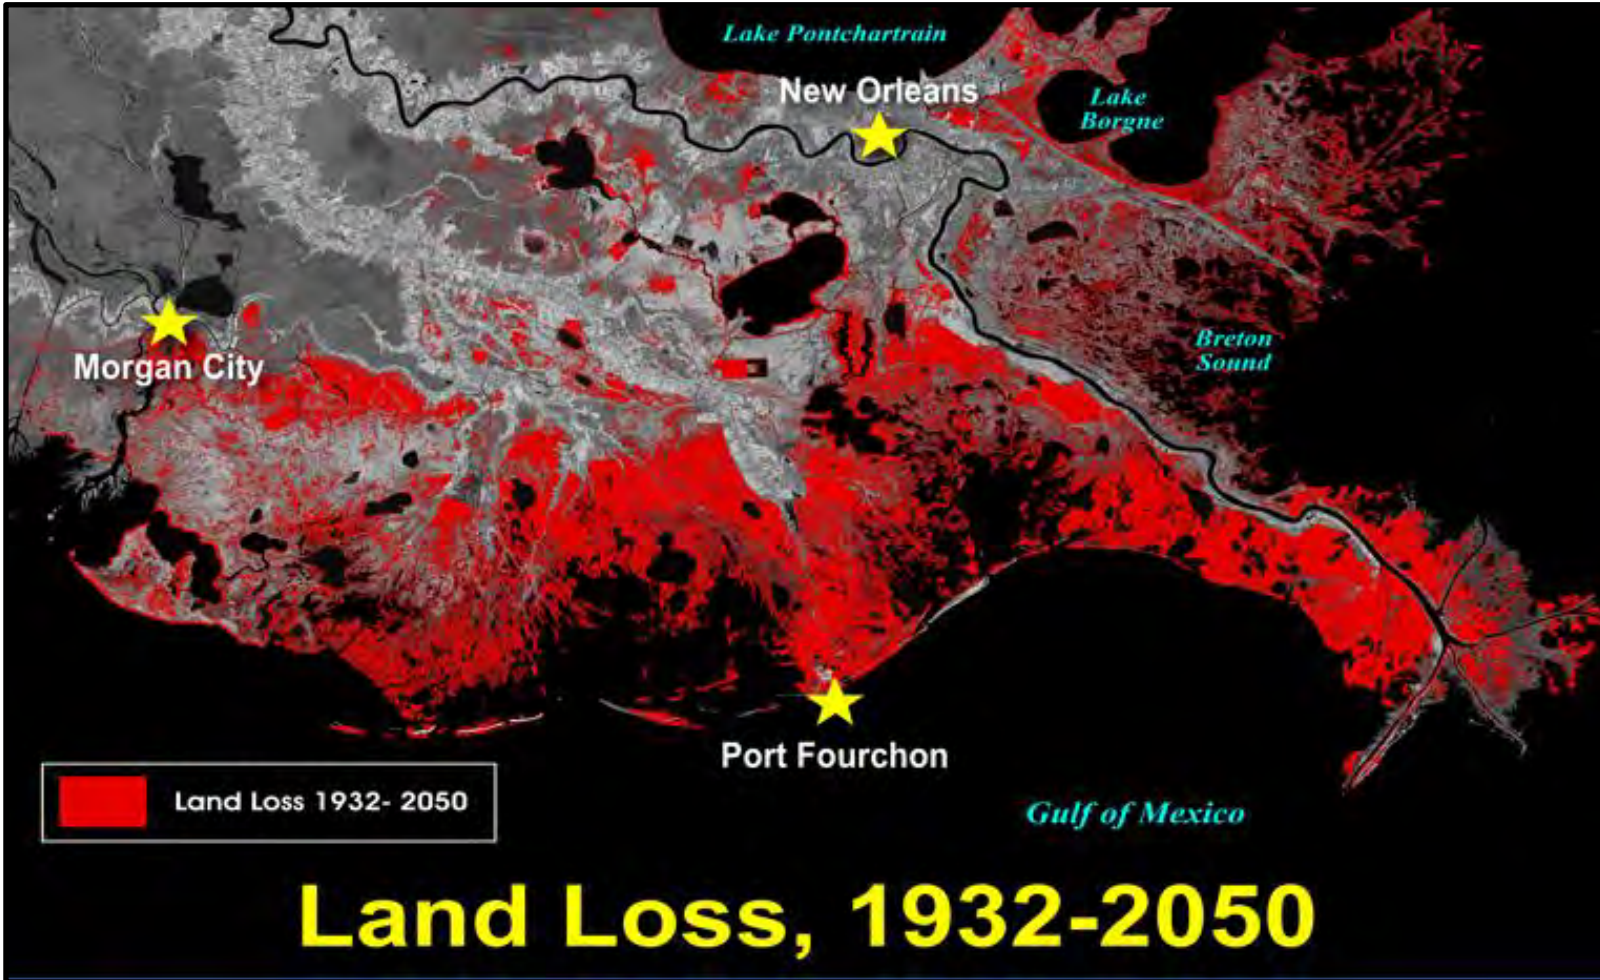 Lake Pontchartrain
New Orleans
Lake
Borgne
Breton
Sound
Morgan City
Port Fourchon
Land Loss 1932- 2050
Gulf of Mexico
Land Loss, 1932-2050